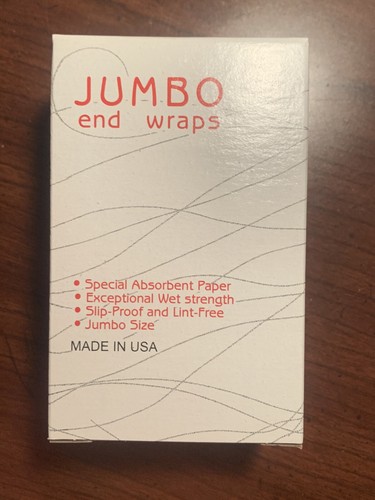 JUMBO
end wraps
• Special Absorbent Paper
• Exceptional Wet strength
• Slip-Proof and Lint-Free
• Jumbo Size
MADE IN USA